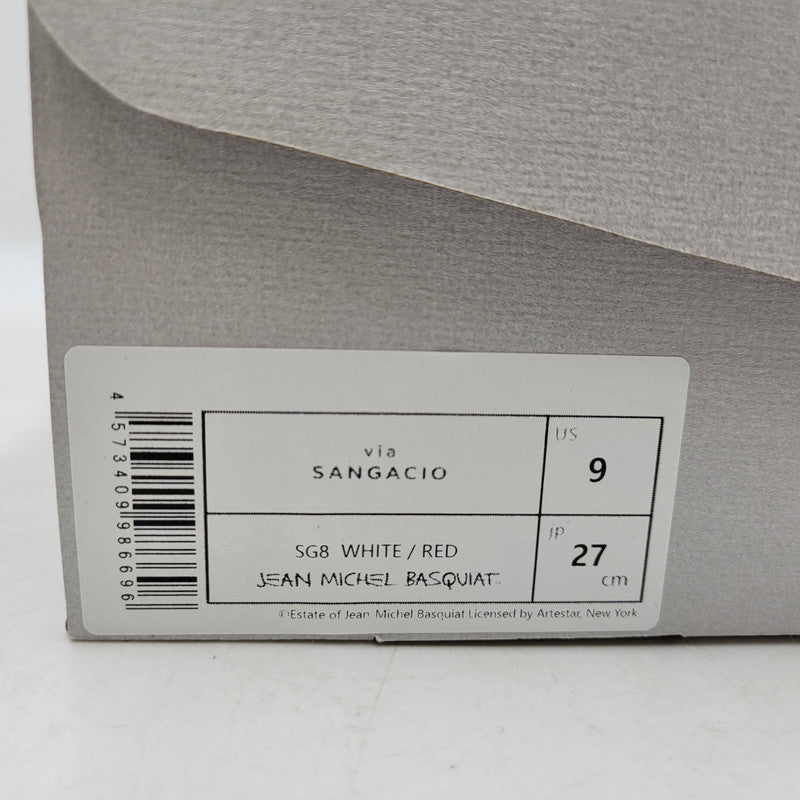 4 573409 986696
via
SANGACIO
US
9
SG8 WHITE / RED
JEAN MICHEL BASQUIAT
JP
27
cm
©Estate of Jean Michel Basquiat Licensed by Artestar, New York